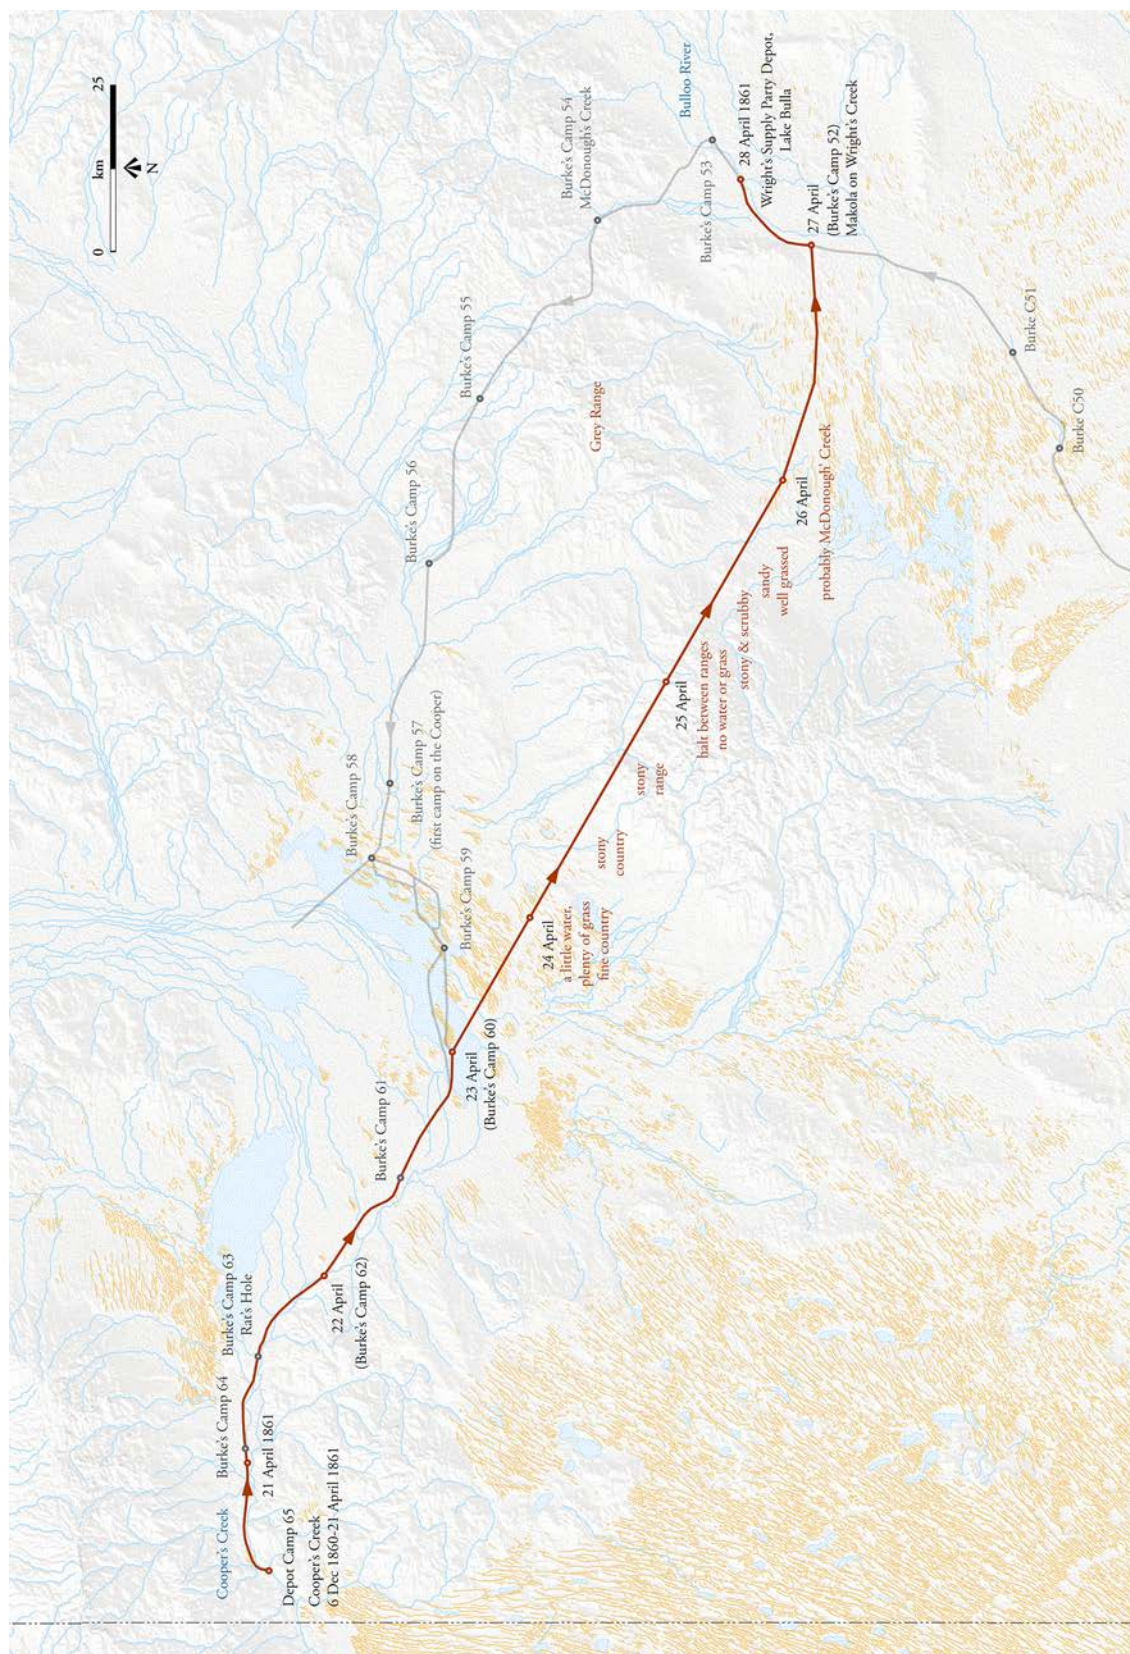 0
km
25
N
Cooper's Creek
Depot Camp 65
Cooper's Creek
6 Dec 1860-21 April 1861
21 April 1861
Burke's Camp 64
Burke's Camp 63
Rat's Hole
22 April
(Burke's Camp 62)
Burke's Camp 61
23 April
(Burke's Camp 60)
Burke's Camp 59
Burke's Camp 58
Burke's Camp 57
(first camp on the Cooper)
Burke's Camp 56
Burke's Camp 55
Burke's Camp 54
McDonough's Creek
Burke's Camp 53
Bulloo River
24 April
a little water,
plenty of grass
fine country
stony
country
stony
range
25 April
halt between ranges
no water or grass
stony & scrubby
sandy
well grassed
Grey Range
26 April
probably McDonough' Creek
27 April
(Burke's Camp 52)
Makola on Wright's Creek
28 April 1861
Wright's Supply Party Depot,
Lake Bulla
Burke C51
Burke C50